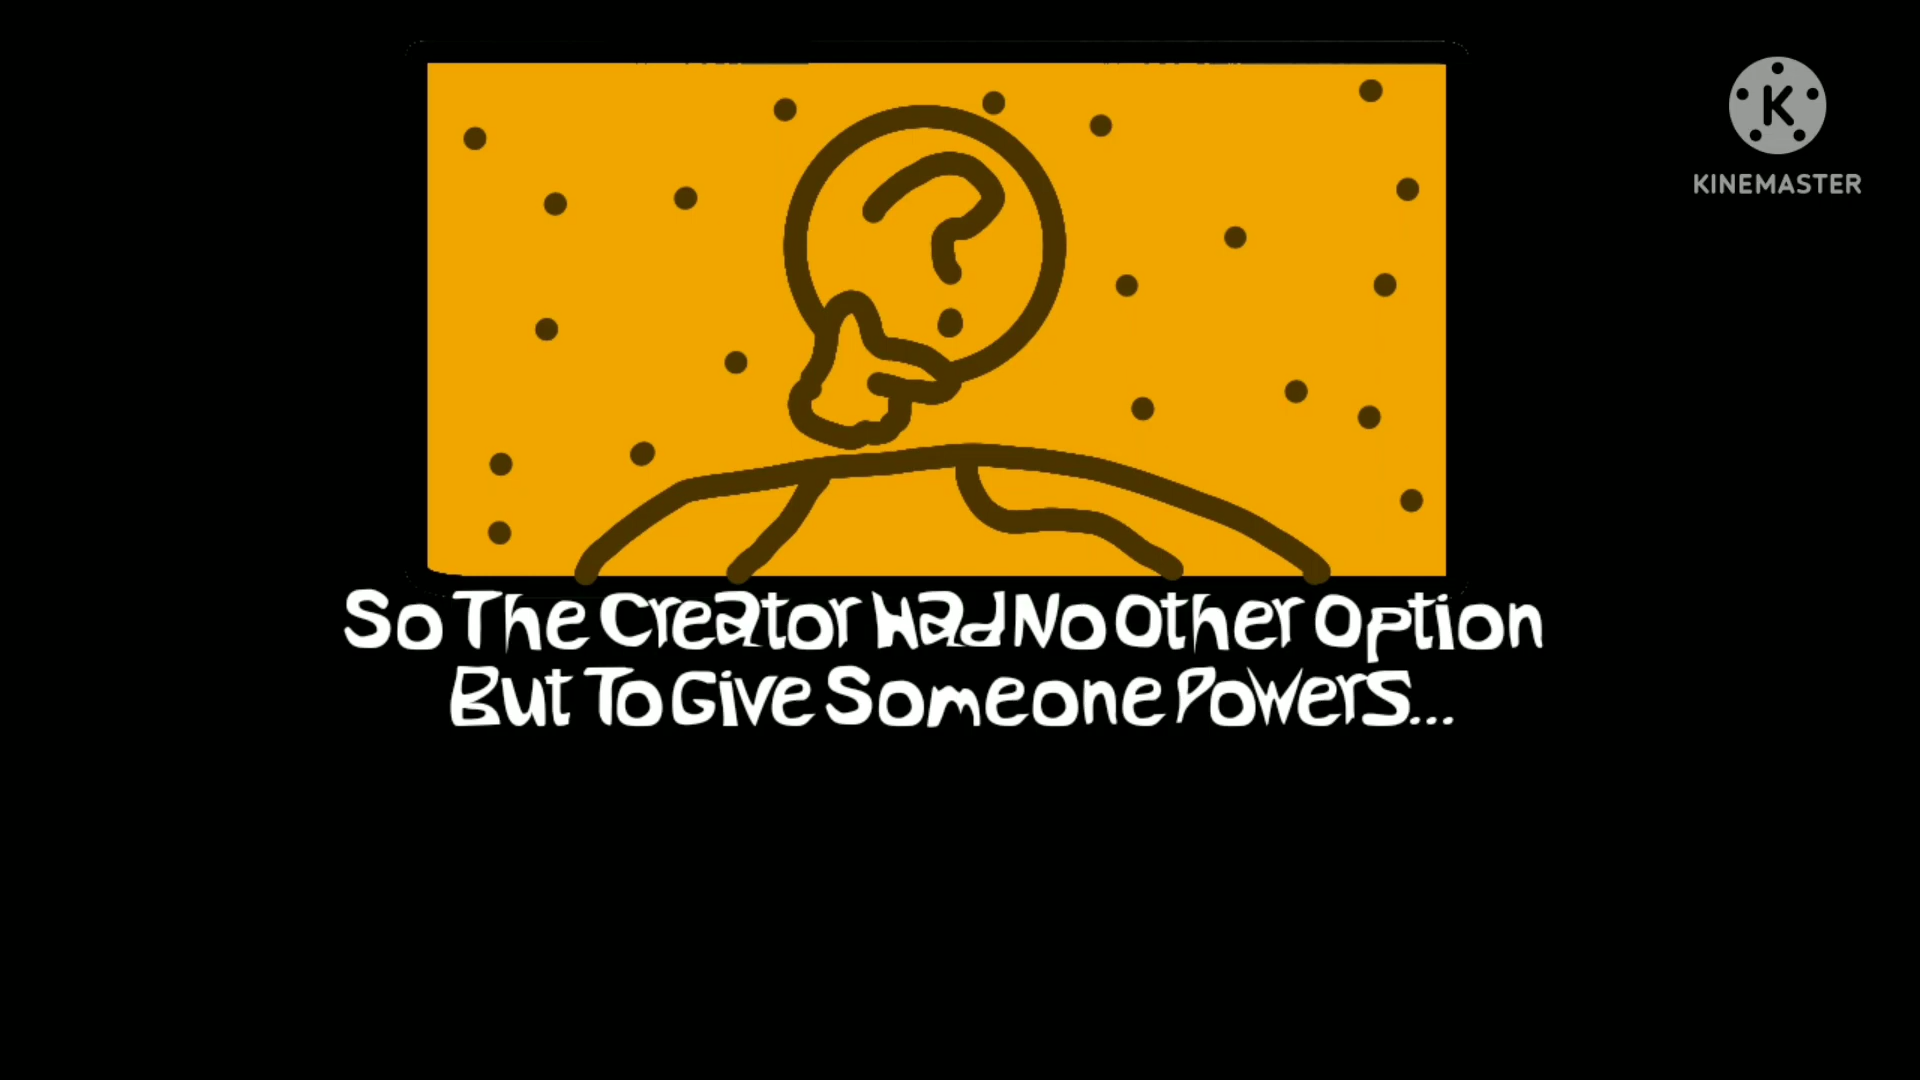 ?
K
KINEMASTER
So The Creator Had No Other Option
But To Give Someone Powers...